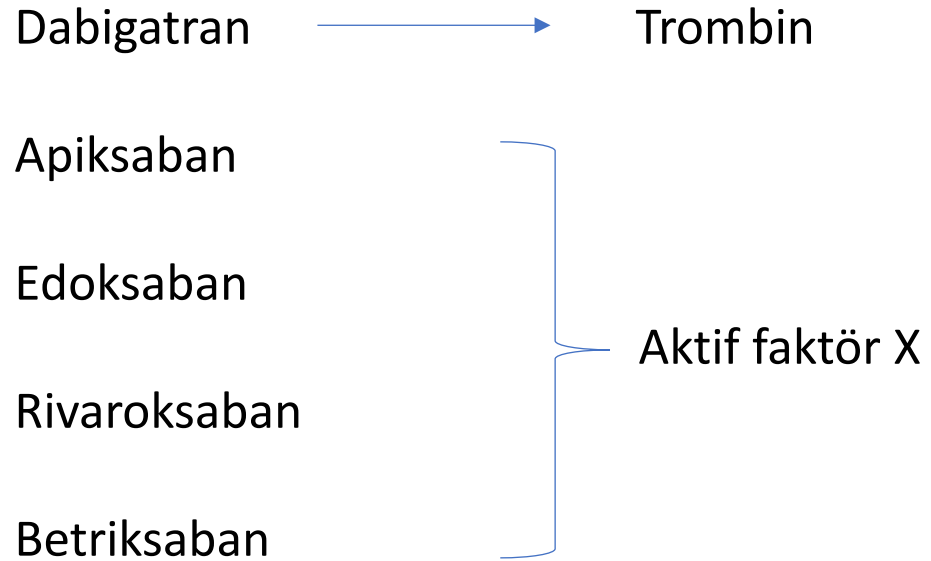 Dabigatran
Trombin
Apiksaban
Edoksaban
Aktif faktör X
Rivaroksaban
Betriksaban